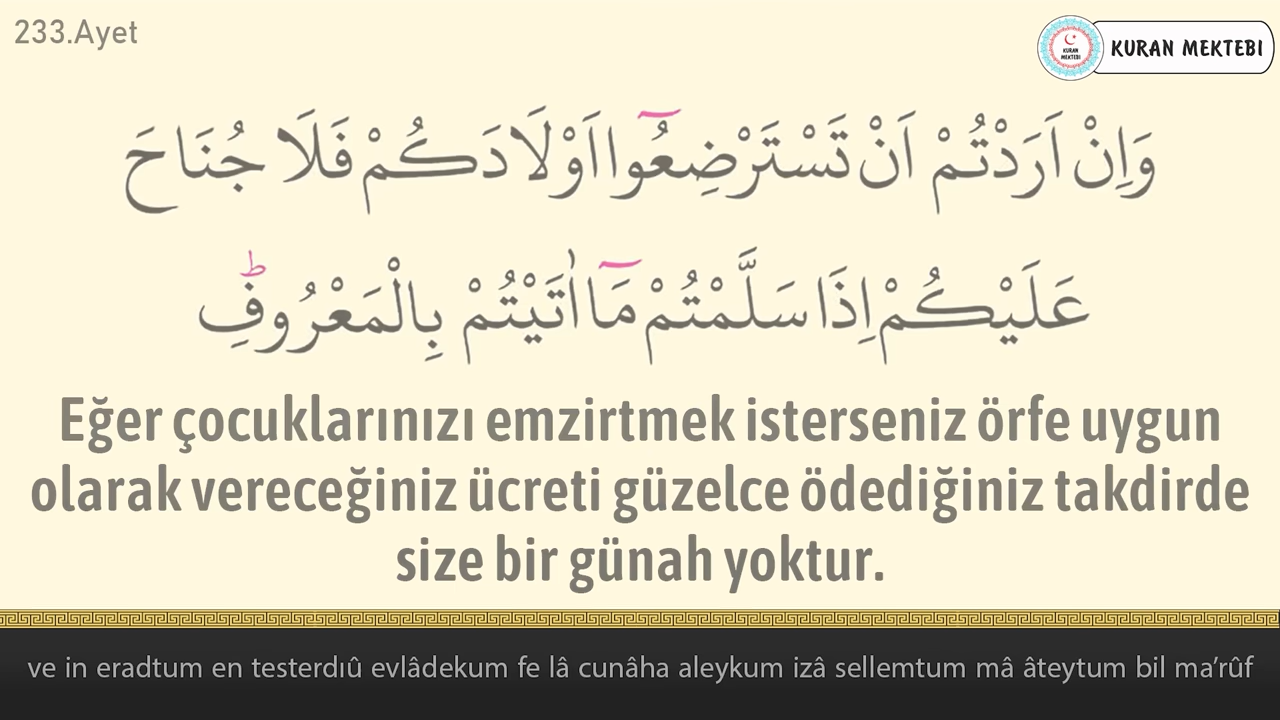 233.Ayet
KURAN MEKTEBI
KURAN
MEKTEBİ
وَاِنْ اَرَدْتُمْ اَنْ تَسْتَرْضِعُٓوا اَوْلَادَكُمْ فَلَا جُنَاحَ
عَلَيْكُمْ اِذَا سَلَّمْتُمْ مَٓا اٰتَيْتُمْ بِالْمَعْرُوفِۜ
Eğer çocuklarınızı emzirtmek isterseniz örfe uygun
olarak vereceğiniz ücreti güzelce ödediğiniz takdirde
size bir günah yoktur.
ve in eradtum en testerdıû evlâdekum fe lâ cunâha aleykum izâ sellemtum mâ âteytum bil ma’rûf